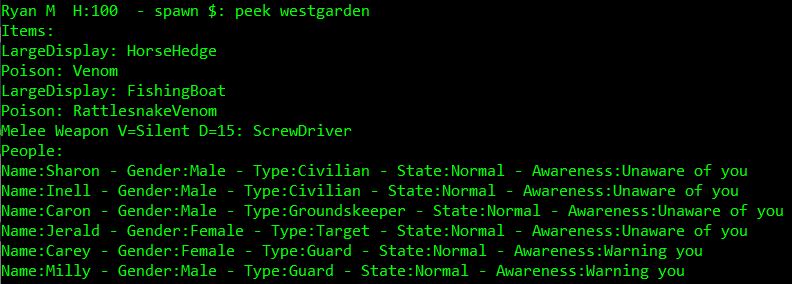 Ryan M  H:100  - spawn $: peek westgarden
Items:
LargeDisplay: HorseHedge
Poison: Venom
LargeDisplay: FishingBoat
Poison: RattlesnakeVenom
Melee Weapon V=Silent D=15: ScrewDriver
People:
Name:Sharon - Gender:Male - Type:Civilian - State:Normal - Awareness:Unaware of you
Name:Inell - Gender:Male - Type:Civilian - State:Normal - Awareness:Unaware of you
Name:Caron - Gender:Male - Type:Groundskeeper - State:Normal - Awareness:Unaware of you
Name:Jerald - Gender:Female - Type:Target - State:Normal - Awareness:Unaware of you
Name:Carey - Gender:Female - Type:Guard - State:Normal - Awareness:Warning you
Name:Milly - Gender:Male - Type:Guard - State:Normal - Awareness:Warning you